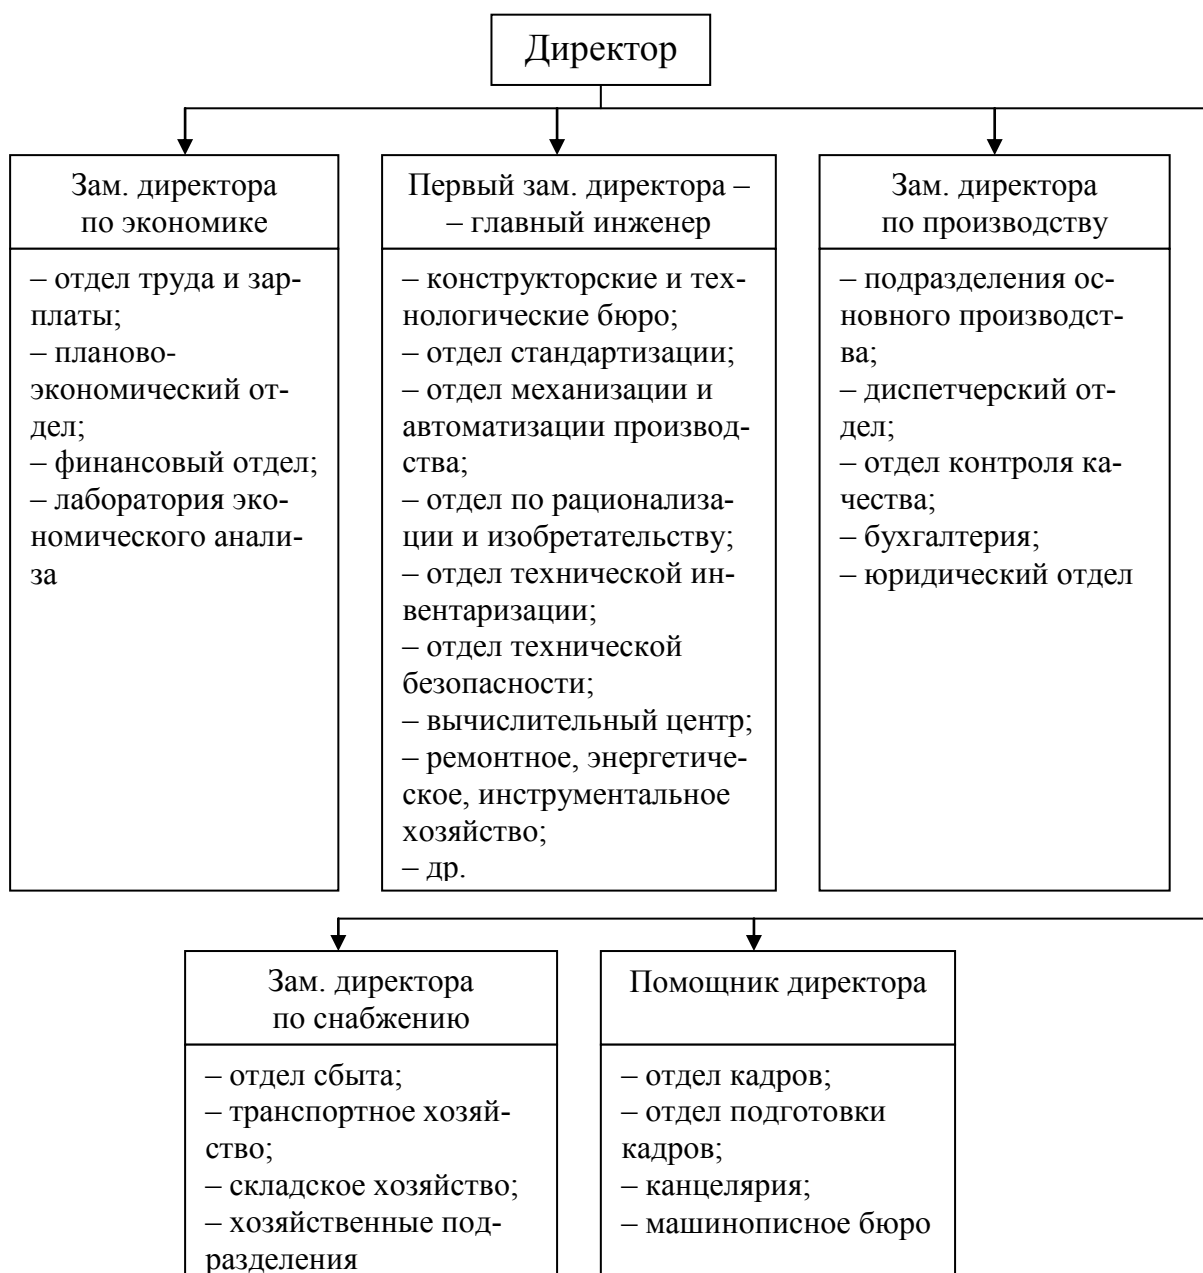 Директор
Зам. директора
по экономике
– отдел труда и зар-
платы;
– планово-
экономический от-
дел;
– финансовый отдел;
– лаборатория эко-
номического анали-
за
Первый зам. директора –
– главный инженер
– конструкторские и тех-
нологические бюро;
– отдел стандартизации;
– отдел механизации и
автоматизации производ-
ства;
– отдел по рационализа-
ции и изобретательству;
– отдел технической ин-
вентаризации;
– отдел технической
безопасности;
– вычислительный центр;
– ремонтное, энергетиче-
ское, инструментальное
хозяйство;
– др.
Зам. директора
по производству
– подразделения ос-
новного производст-
ва;
– диспетчерский от-
дел;
– отдел контроля ка-
чества;
– бухгалтерия;
– юридический отдел
Зам. директора
по снабжению
– отдел сбыта;
– транспортное хозяй-
ство;
– складское хозяйство;
– хозяйственные под-
разделения
Помощник директора
– отдел кадров;
– отдел подготовки
кадров;
– канцелярия;
– машинописное бюро